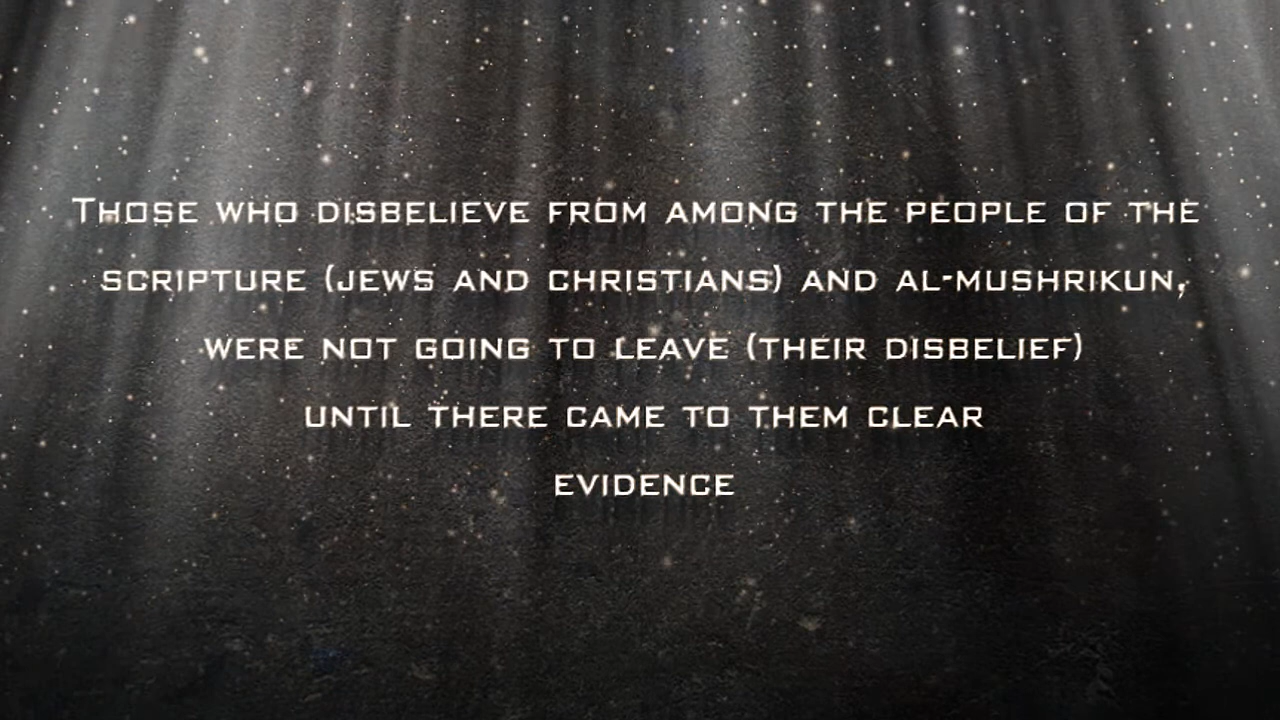 Those who disbelieve from among the people of the
scripture (Jews and Christians) and Al-Mushrikun,
were not going to leave (their disbelief)
until there came to them clear
evidence